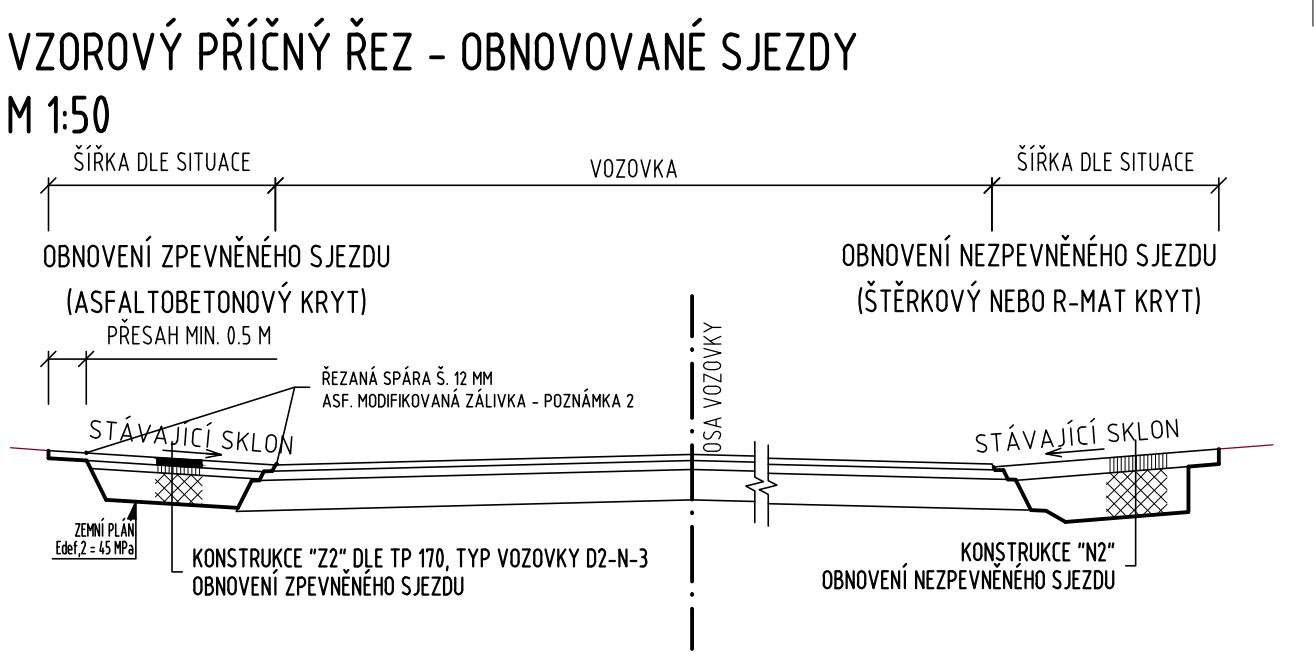 VZOROVÝ PŘÍČNÝ ŘEZ - OBNOVOVANÉ SJEZDY
M 1:50
ŠÍŘKA DLE SITUACE
VOZOVKA
ŠÍŘKA DLE SITUACE
OBNOVENÍ ZPEVNĚNÉHO SJEZDU
(ASFALTOBETONOVÝ KRYT)
OBNOVENÍ NEZPEVNĚNÉHO SJEZDU
(ŠTĚRKOVÝ NEBO R-MAT KRYT)
PŘESAH MIN. 0.5 M
OSA VOZOVKY
ŘEZANÁ SPÁRA Š. 12 MM
ASF. MODIFIKOVANÁ ZÁLIVKA - POZNÁMKA 2
STÁVAJÍCÍ SKLON
STÁVAJÍCÍ SKLON
ZEMNÍ PLÁŇ
Edef,2 = 45 MPa
KONSTRUKCE "Z2" DLE TP 170, TYP VOZOVKY D2-N-3
OBNOVENÍ ZPEVNĚNÉHO SJEZDU
KONSTRUKCE "N2"
OBNOVENÍ NEZPEVNĚNÉHO SJEZDU